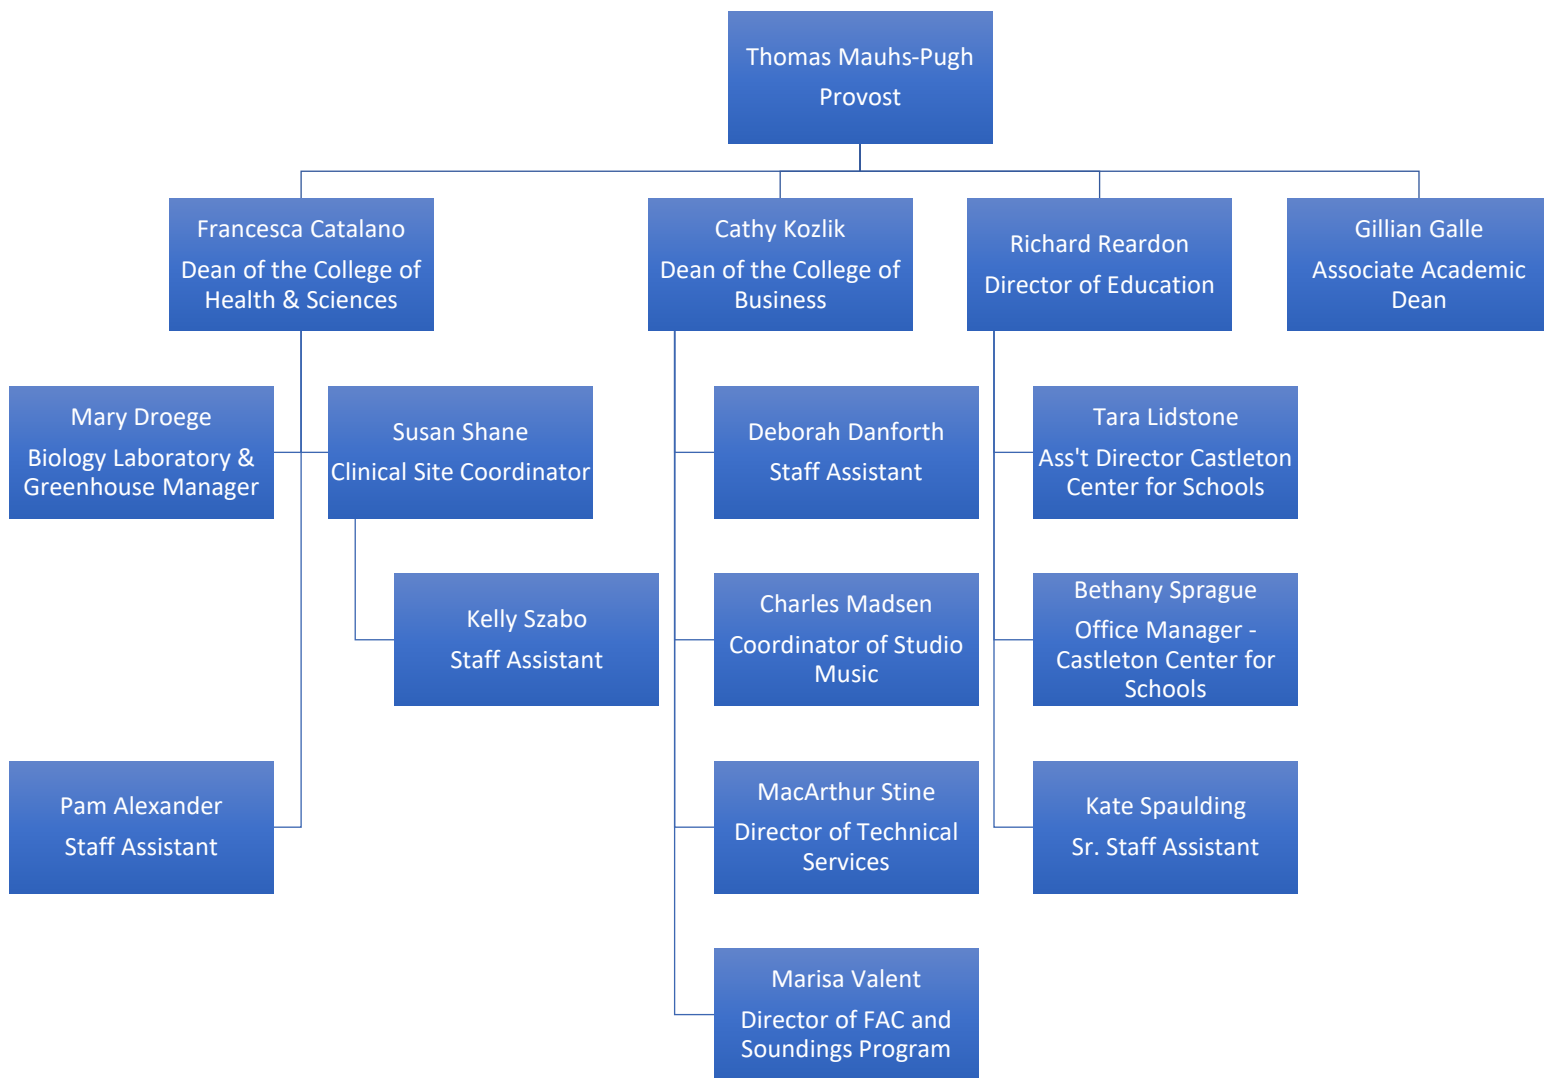 Thomas Mauhs-Pugh
Provost
Francesca Catalano
Dean of the College of
Health & Sciences
Cathy Kozlik
Dean of the College of
Business
Richard Reardon
Director of Education
Gillian Galle
Associate Academic
Dean
Mary Droege
Biology Laboratory &
Greenhouse Manager
Susan Shane
Clinical Site Coordinator
Deborah Danforth
Staff Assistant
Tara Lidstone
Ass't Director Castleton
Center for Schools
Kelly Szabo
Staff Assistant
Charles Madsen
Coordinator of Studio
Music
Bethany Sprague
Office Manager -
Castleton Center for
Schools
Pam Alexander
Staff Assistant
MacArthur Stine
Director of Technical
Services
Kate Spaulding
Sr. Staff Assistant
Marisa Valent
Director of FAC and
Soundings Program